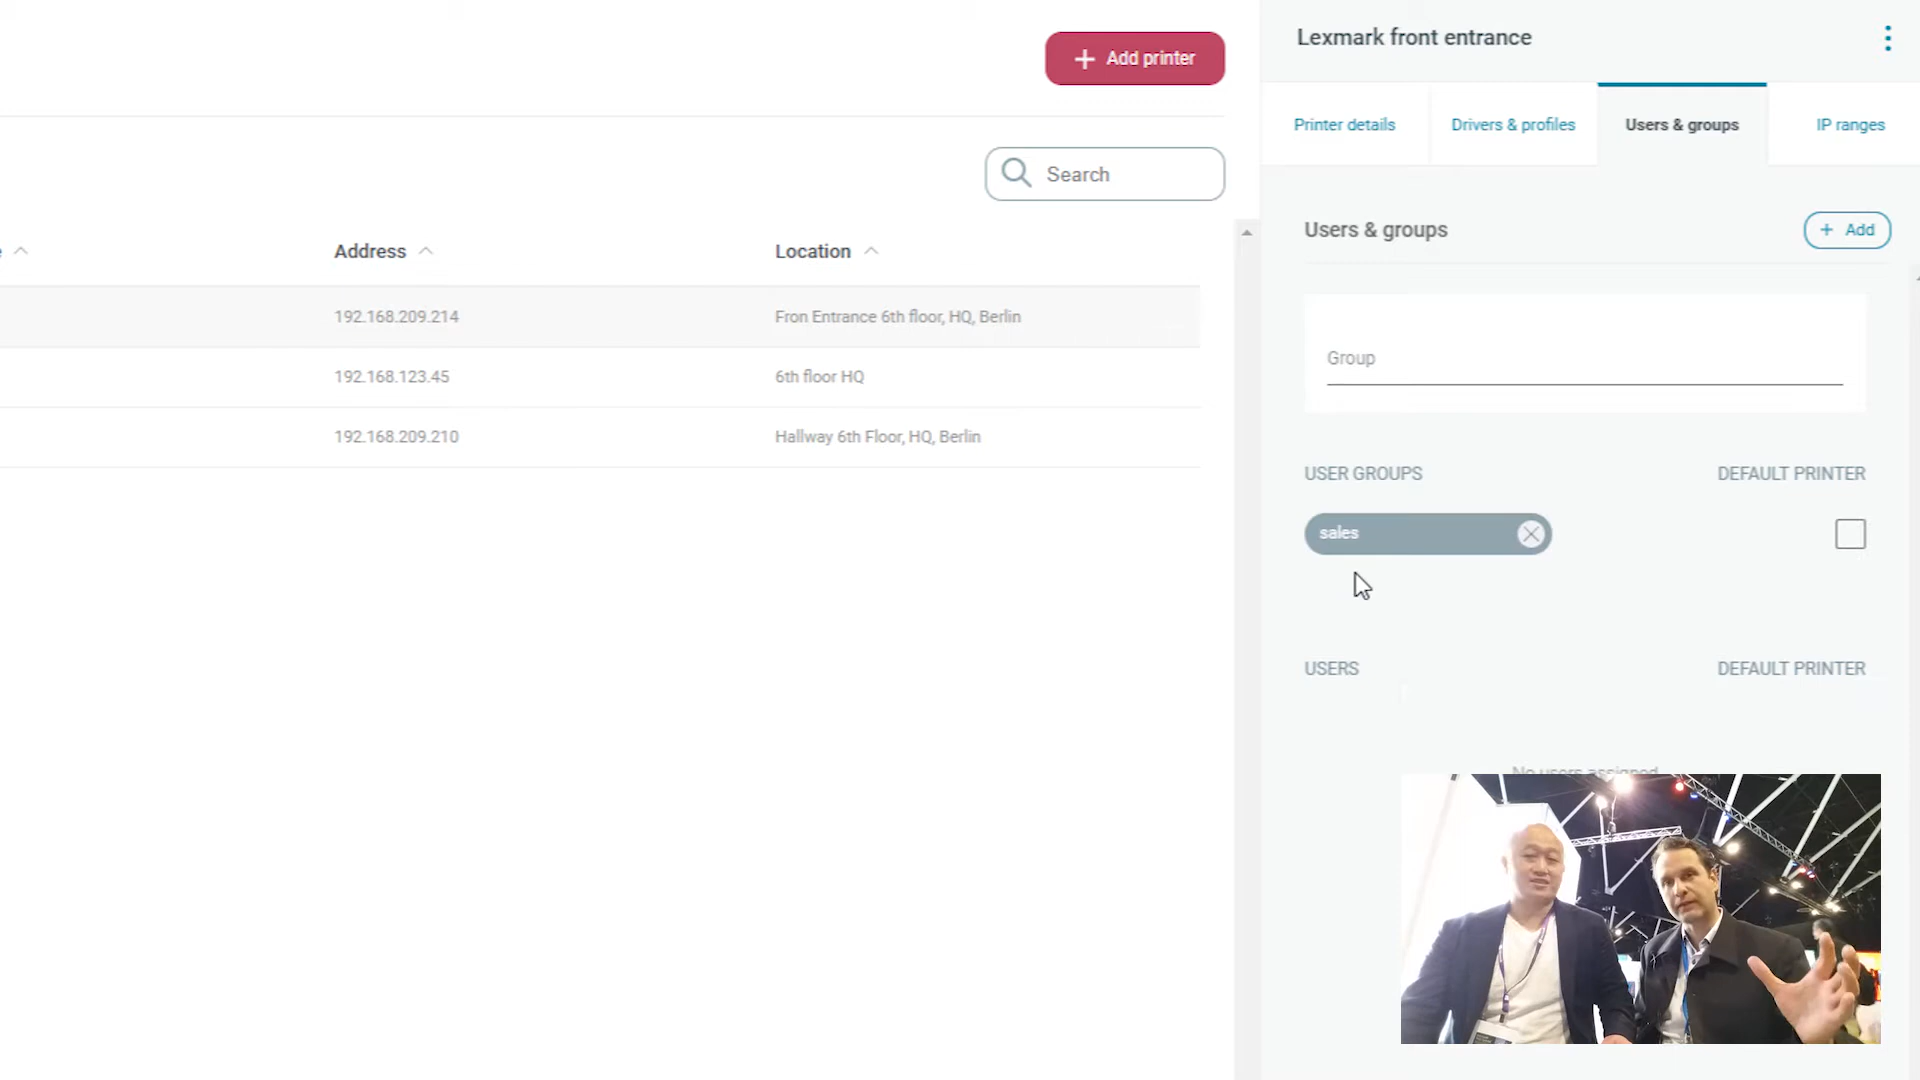 Add printer
Search
Address
Location
192.168.209.214
Fron Entrance 6th floor, HQ, Berlin
192.168.123.45
6th floor HQ
192.168.209.210
Hallway 6th Floor, HQ, Berlin
Lexmark front entrance
Printer details
Drivers & profiles
Users & groups
IP ranges
Users & groups
+ Add
Group
USER GROUPS
DEFAULT PRINTER
sales
USERS
DEFAULT PRINTER
No users assigned